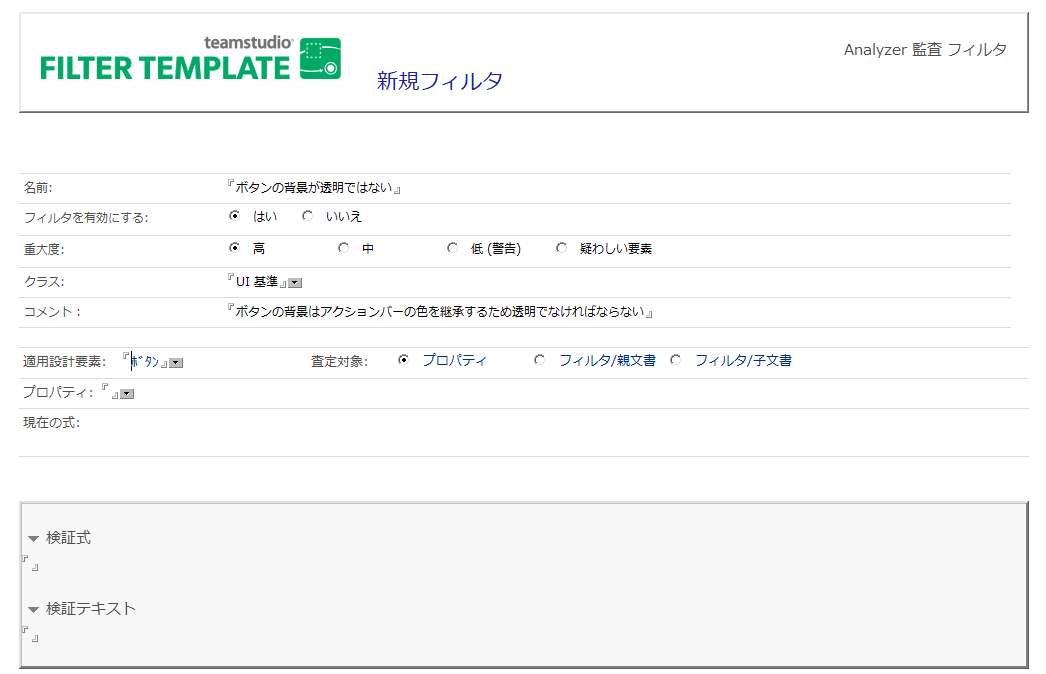 teamstudio
FILTER TEMPLATE
新規フィルタ
Analyzer 監査 フィルタ
名前: 『ボタンの背景が透明ではない』
フィルタを有効にする: はい いいえ
重大度: 高 中 低 (警告) 疑わしい要素
クラス: 『UI 基準』
コメント: 『ボタンの背景はアクションバーの色を継承するため透明でなければならない』
適用設計要素: 『ボタン』 査定対象: プロパティ フィルタ/親文書 フィルタ/子文書
プロパティ: 『 』
現在の式:
検証式
『 』
検証テキスト
『 』